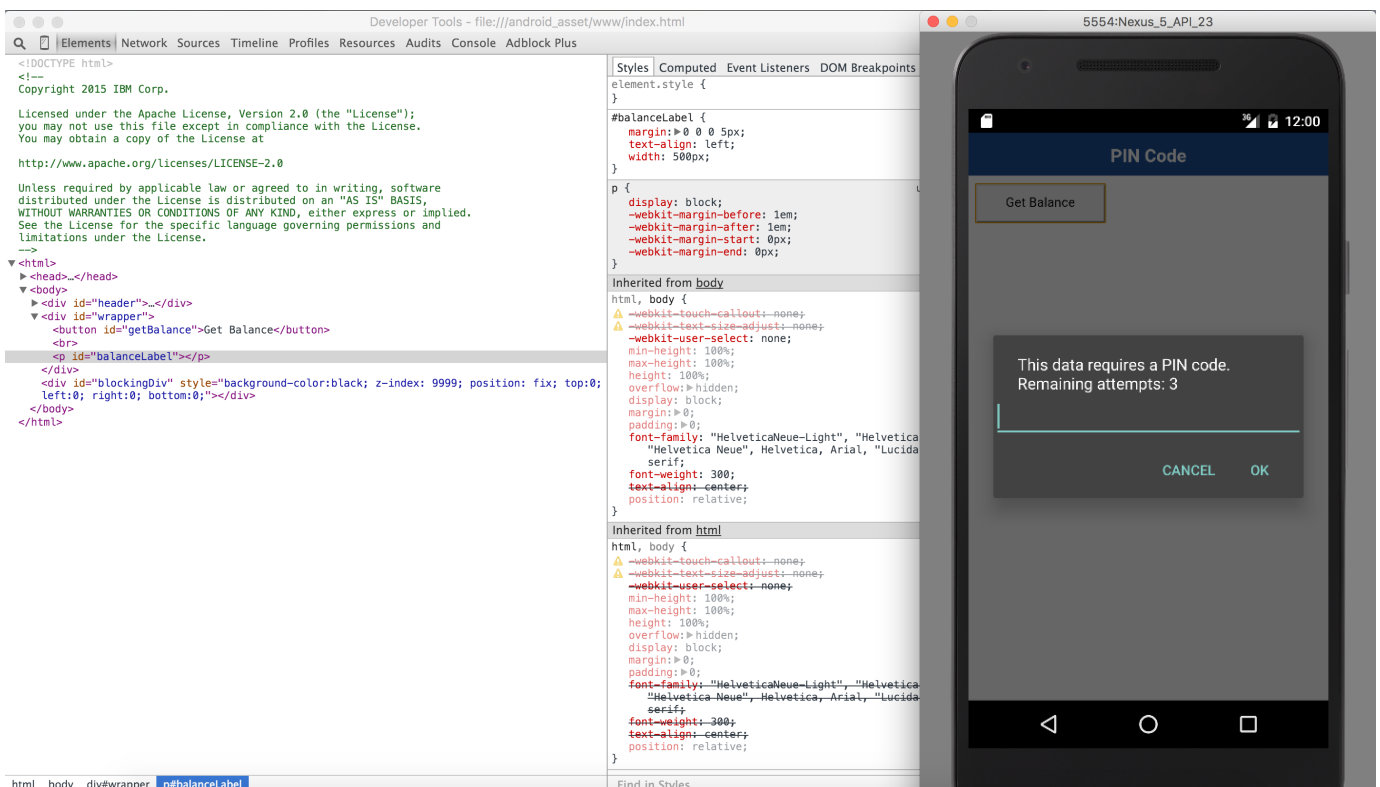 Developer Tools - file:///android_asset/www/index.html
Elements Network Sources Timeline Profiles Resources Audits Console Adblock Plus
<!DOCTYPE html>
<!--
Copyright 2015 IBM Corp.
Licensed under the Apache License, Version 2.0 (the "License");
you may not use this file except in compliance with the License.
You may obtain a copy of the License at
http://www.apache.org/licenses/LICENSE-2.0
Unless required by applicable law or agreed to in writing, software
distributed under the License is distributed on an "AS IS" BASIS,
WITHOUT WARRANTIES OR CONDITIONS OF ANY KIND, either express or implied.
See the License for the specific language governing permissions and
limitations under the License.
-->
▼<html>
▶<head>…</head>
▼<body>
▶<div id="header">…</div>
▼<div id="wrapper">
<button id="getBalance">Get Balance</button>
<br>
<p id="balanceLabel"></p>
</div>
<div id="blockingDiv" style="background-color:black; z-index: 9999; position: fix; top:0;
left:0; right:0; bottom:0;"></div>
</body>
</html>
html body div#wrapper p#balanceLabel
Styles Computed Event Listeners DOM Breakpoints
element.style {
}
#balanceLabel {
margin:▶0 0 0 5px;
text-align: left;
width: 500px;
}
p { u
display: block;
-webkit-margin-before: 1em;
-webkit-margin-after: 1em;
-webkit-margin-start: 0px;
-webkit-margin-end: 0px;
}
Inherited from body
html, body {
-webkit-touch-callout: none;
-webkit-text-size-adjust: none;
-webkit-user-select: none;
min-height: 100%;
max-height: 100%;
height: 100%;
overflow:▶hidden;
display: block;
margin:▶0;
padding:▶0;
font-family: "HelveticaNeue-Light", "Helvetica
"Helvetica Neue", Helvetica, Arial, "Lucida
serif;
font-weight: 300;
text-align: center;
position: relative;
}
Inherited from html
html, body {
-webkit-touch-callout: none;
-webkit-text-size-adjust: none;
-webkit-user-select: none;
min-height: 100%;
max-height: 100%;
height: 100%;
overflow:▶hidden;
display: block;
margin:▶0;
padding:▶0;
font-family: "HelveticaNeue-Light", "Helvetica
"Helvetica Neue", Helvetica, Arial, "Lucida
serif;
font-weight: 300;
text-align: center;
position: relative;
}
Find in Styles
5554:Nexus_5_API_23
3G 12:00
PIN Code
Get Balance
This data requires a PIN code.
Remaining attempts: 3
CANCEL OK